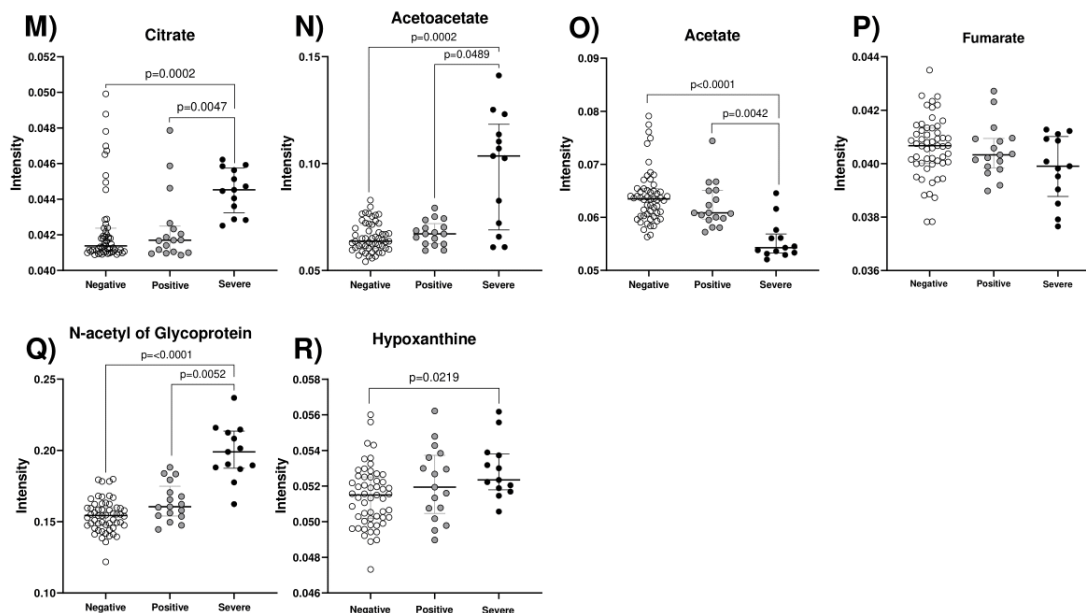 M)
Citrate
p=0.0002
p=0.0047
Intensity
0.052
0.050
0.048
0.046
0.044
0.042
0.040
Negative Positive Severe
N)
Acetoacetate
p=0.0002
p=0.0489
Intensity
0.15
0.10
0.05
Negative Positive Severe
O)
Acetate
p<0.0001
p=0.0042
Intensity
0.09
0.08
0.07
0.06
0.05
Negative Positive Severe
P)
Fumarate
Intensity
0.044
0.042
0.040
0.038
0.036
Negative Positive Severe
Q)
N-acetyl of Glycoprotein
p=<0.0001
p=0.0052
Intensity
0.25
0.20
0.15
0.10
Negative Positive Severe
R)
Hypoxanthine
p=0.0219
Intensity
0.058
0.056
0.054
0.052
0.050
0.048
0.046
Negative Positive Severe